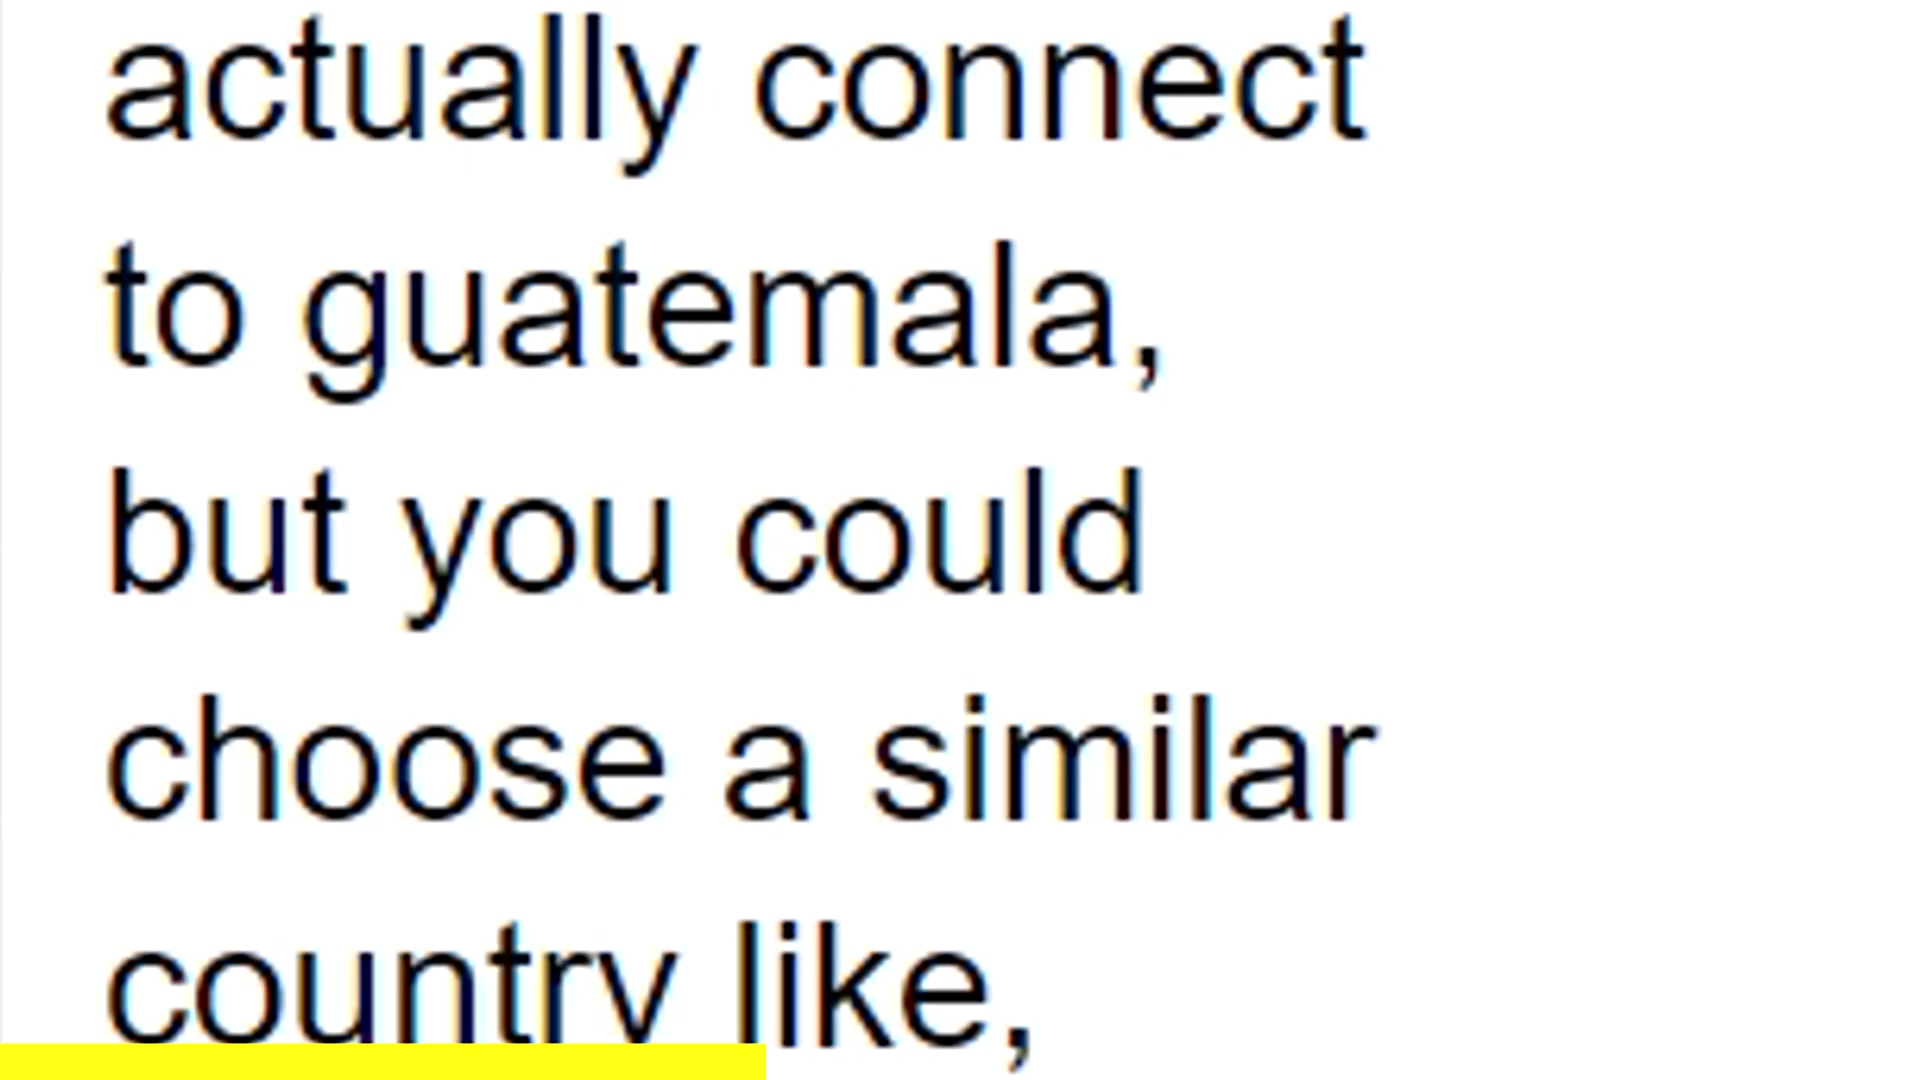 actually connect
to guatemala,
but you could
choose a similar
country like,